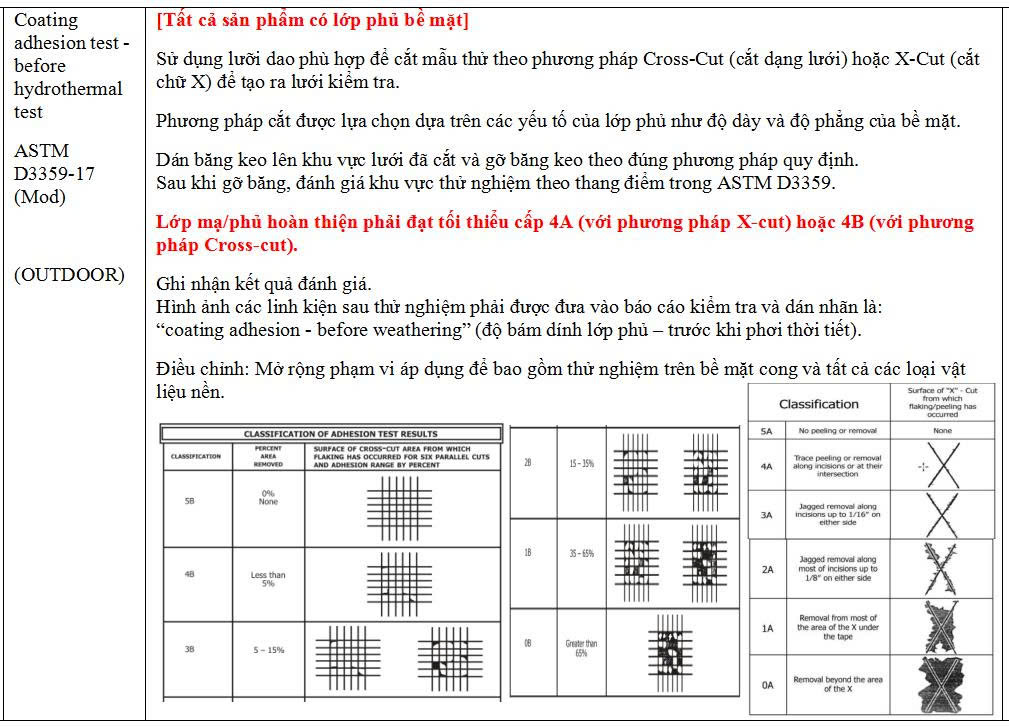 Coating
adhesion test -
before
hydrothermal
test
ASTM
D3359-17
(Mod)
(OUTDOOR)
[Tất cả sản phẩm có lớp phủ bề mặt]
Sử dụng lưỡi dao phù hợp để cắt mẫu thử theo phương pháp Cross-Cut (cắt dạng lưới) hoặc X-Cut (cắt
chữ X) để tạo ra lưới kiểm tra.
Phương pháp cắt được lựa chọn dựa trên các yếu tố của lớp phủ như độ dày và độ phẳng của bề mặt.
Dán băng keo lên khu vực lưới đã cắt và gỡ băng keo theo đúng phương pháp quy định.
Sau khi gỡ băng, đánh giá khu vực thử nghiệm theo thang điểm trong ASTM D3359.
Lớp mạ/phủ hoàn thiện phải đạt tối thiểu cấp 4A (với phương pháp X-cut) hoặc 4B (với phương
pháp Cross-cut).
Ghi nhận kết quả đánh giá.
Hình ảnh các linh kiện sau thử nghiệm phải được đưa vào báo cáo kiểm tra và dán nhãn là:
“coating adhesion - before weathering” (độ bám dính lớp phủ – trước khi phơi thời tiết).
Điều chỉnh: Mở rộng phạm vi áp dụng để bao gồm thử nghiệm trên bề mặt cong và tất cả các loại vật
liệu nền.
CLASSIFICATION OF ADHESION TEST RESULTS
CLASSIFICATION
PERCENT
AREA
REMOVED
SURFACE OF CROSS-CUT AREA FROM WHICH
FLAKING HAS OCCURRED FOR SIX PARALLEL CUTS
AND ADHESION RANGE BY PERCENT
5B
0%
None
4B
Less than
5%
3B
5 – 15%
2B
15 – 35%
1B
35 – 65%
0B
Greater than
65%
Classification
Surface of "X" - Cut
from which
flaking/peeling has
occurred
5A
No peeling or removal
None
4A
Trace peeling or removal
along incisions or at their
intersection
3A
Jagged removal along
incisions up to 1/16" on
either side
2A
Jagged removal along
most of incisions up to
1/8" on either side
1A
Removal from most of
the area of the X under
the tape
0A
Removal beyond the area
of the X